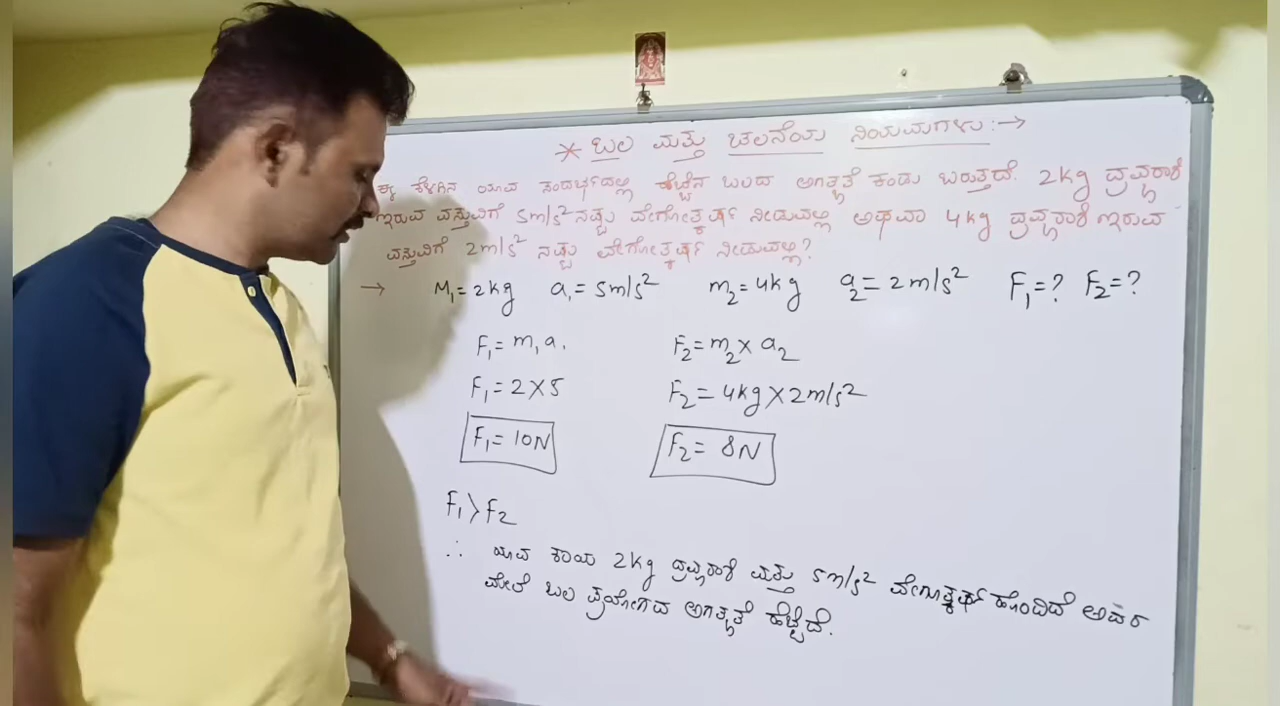 * ಬಲ ಮತ್ತು ಚಲನೆಯ ನಿಯಮಗಳು:→
ಈ ಕೆಳಗಿನ ಯಾವ ಸಂದರ್ಭದಲ್ಲಿ ಹೆಚ್ಚಿನ ಬಲದ ಅಗತ್ಯತೆ ಕಂಡು ಬರುತ್ತದೆ. 2kg ದ್ರವ್ಯರಾಶಿ
ಇರುವ ವಸ್ತುವಿಗೆ 5m/s² ನಷ್ಟು ವೇಗೋತ್ಕರ್ಷ ನೀಡುವಲ್ಲಿ ಅಥವಾ 4kg ದ್ರವ್ಯರಾಶಿ ಇರುವ
ವಸ್ತುವಿಗೆ 2m/s² ನಷ್ಟು ವೇಗೋತ್ಕರ್ಷ ನೀಡುವಲ್ಲಿ?
→ M₁=2kg a₁=5m/s² m₂=4kg a₂=2m/s² F₁=? F₂=?
F₁=m₁a₁ F₂=m₂×a₂
F₁=2×5 F₂=4kg×2m/s²
F₁=10N F₂=8N
F₁>F₂
∴ ಯಾವ ಕಾಯ 2kg ದ್ರವ್ಯರಾಶಿ ಮತ್ತು 5m/s² ವೇಗೋತ್ಕರ್ಷ ಹೊಂದಿದೆ ಅದರ
ಮೇಲೆ ಬಲ ಪ್ರಯೋಗದ ಅಗತ್ಯತೆ ಹೆಚ್ಚಿದೆ.